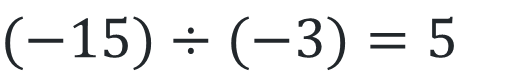 (−15) ÷ (−3) = 5